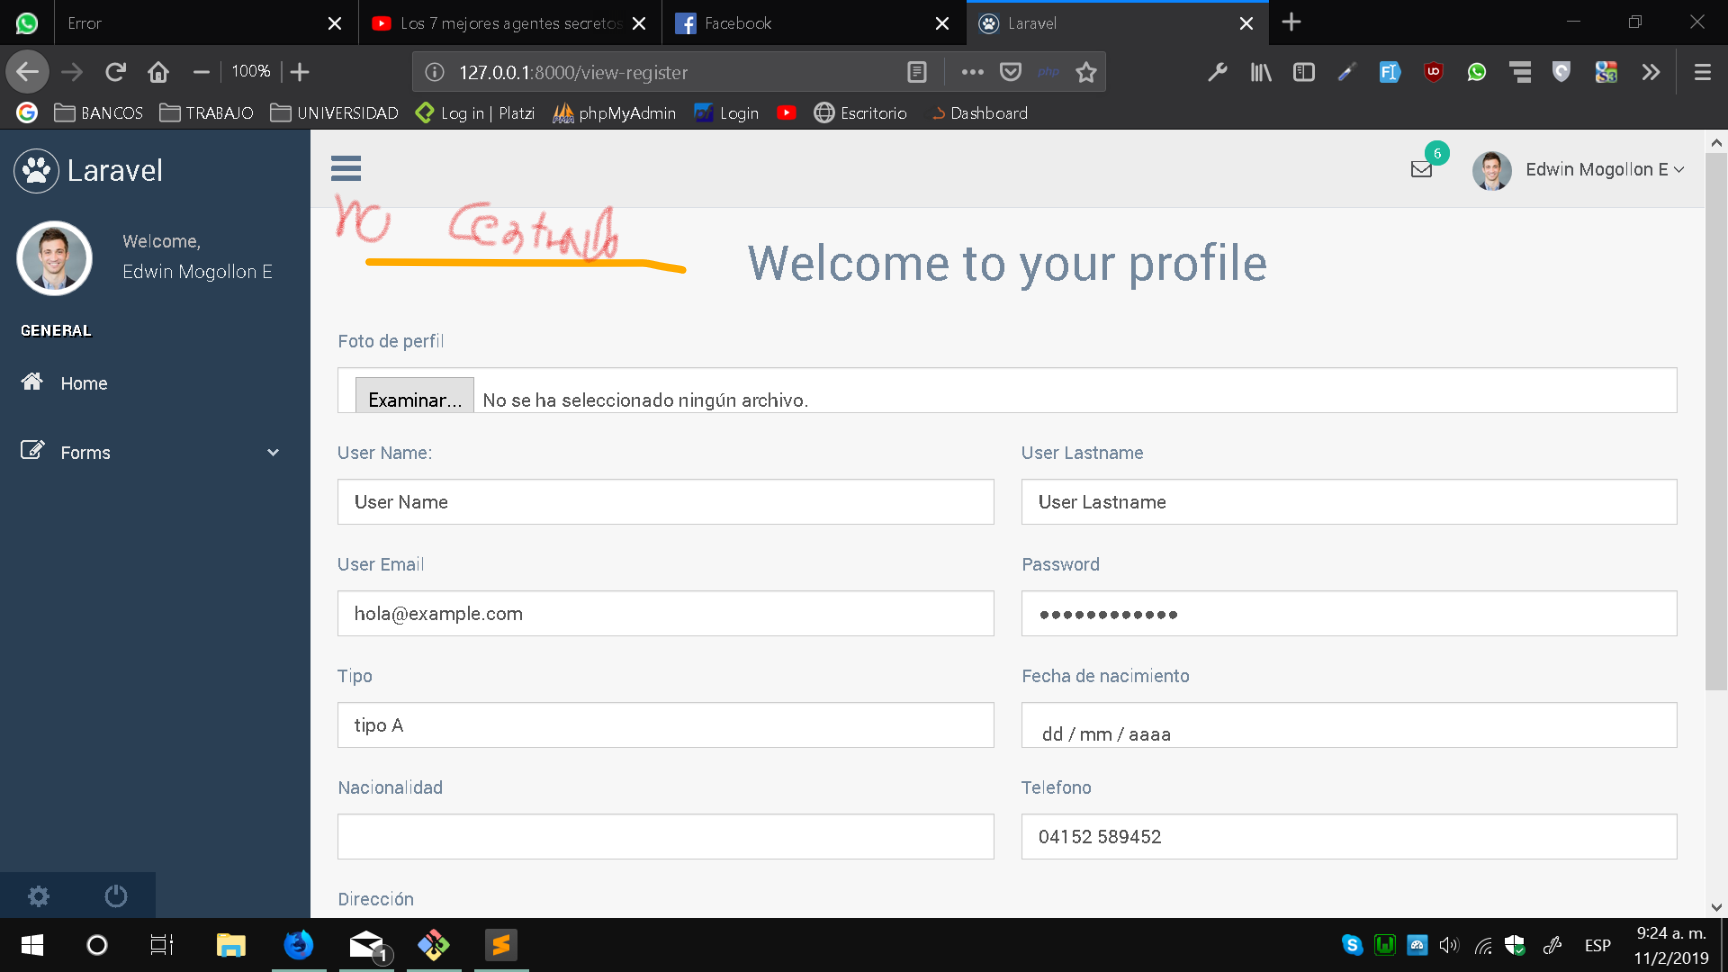 Error
Los 7 mejores agentes secretos
Facebook
Laravel
100%
127.0.0.1:8000/view-register
php
BANCOS
TRABAJO
UNIVERSIDAD
Log in | Platzi
phpMyAdmin
Login
Escritorio
Dashboard
Laravel
6
Edwin Mogollon E
Welcome,
Edwin Mogollon E
GENERAL
Home
Forms
no centrado
Welcome to your profile
Foto de perfil
Examinar... No se ha seleccionado ningún archivo.
User Name:
User Lastname
User Name
User Lastname
User Email
Password
hola@example.com
••••••••••••
Tipo
Fecha de nacimiento
tipo A
dd / mm / aaaa
Nacionalidad
Telefono
04152 589452
Dirección
1
ESP
9:24 a. m.
11/2/2019